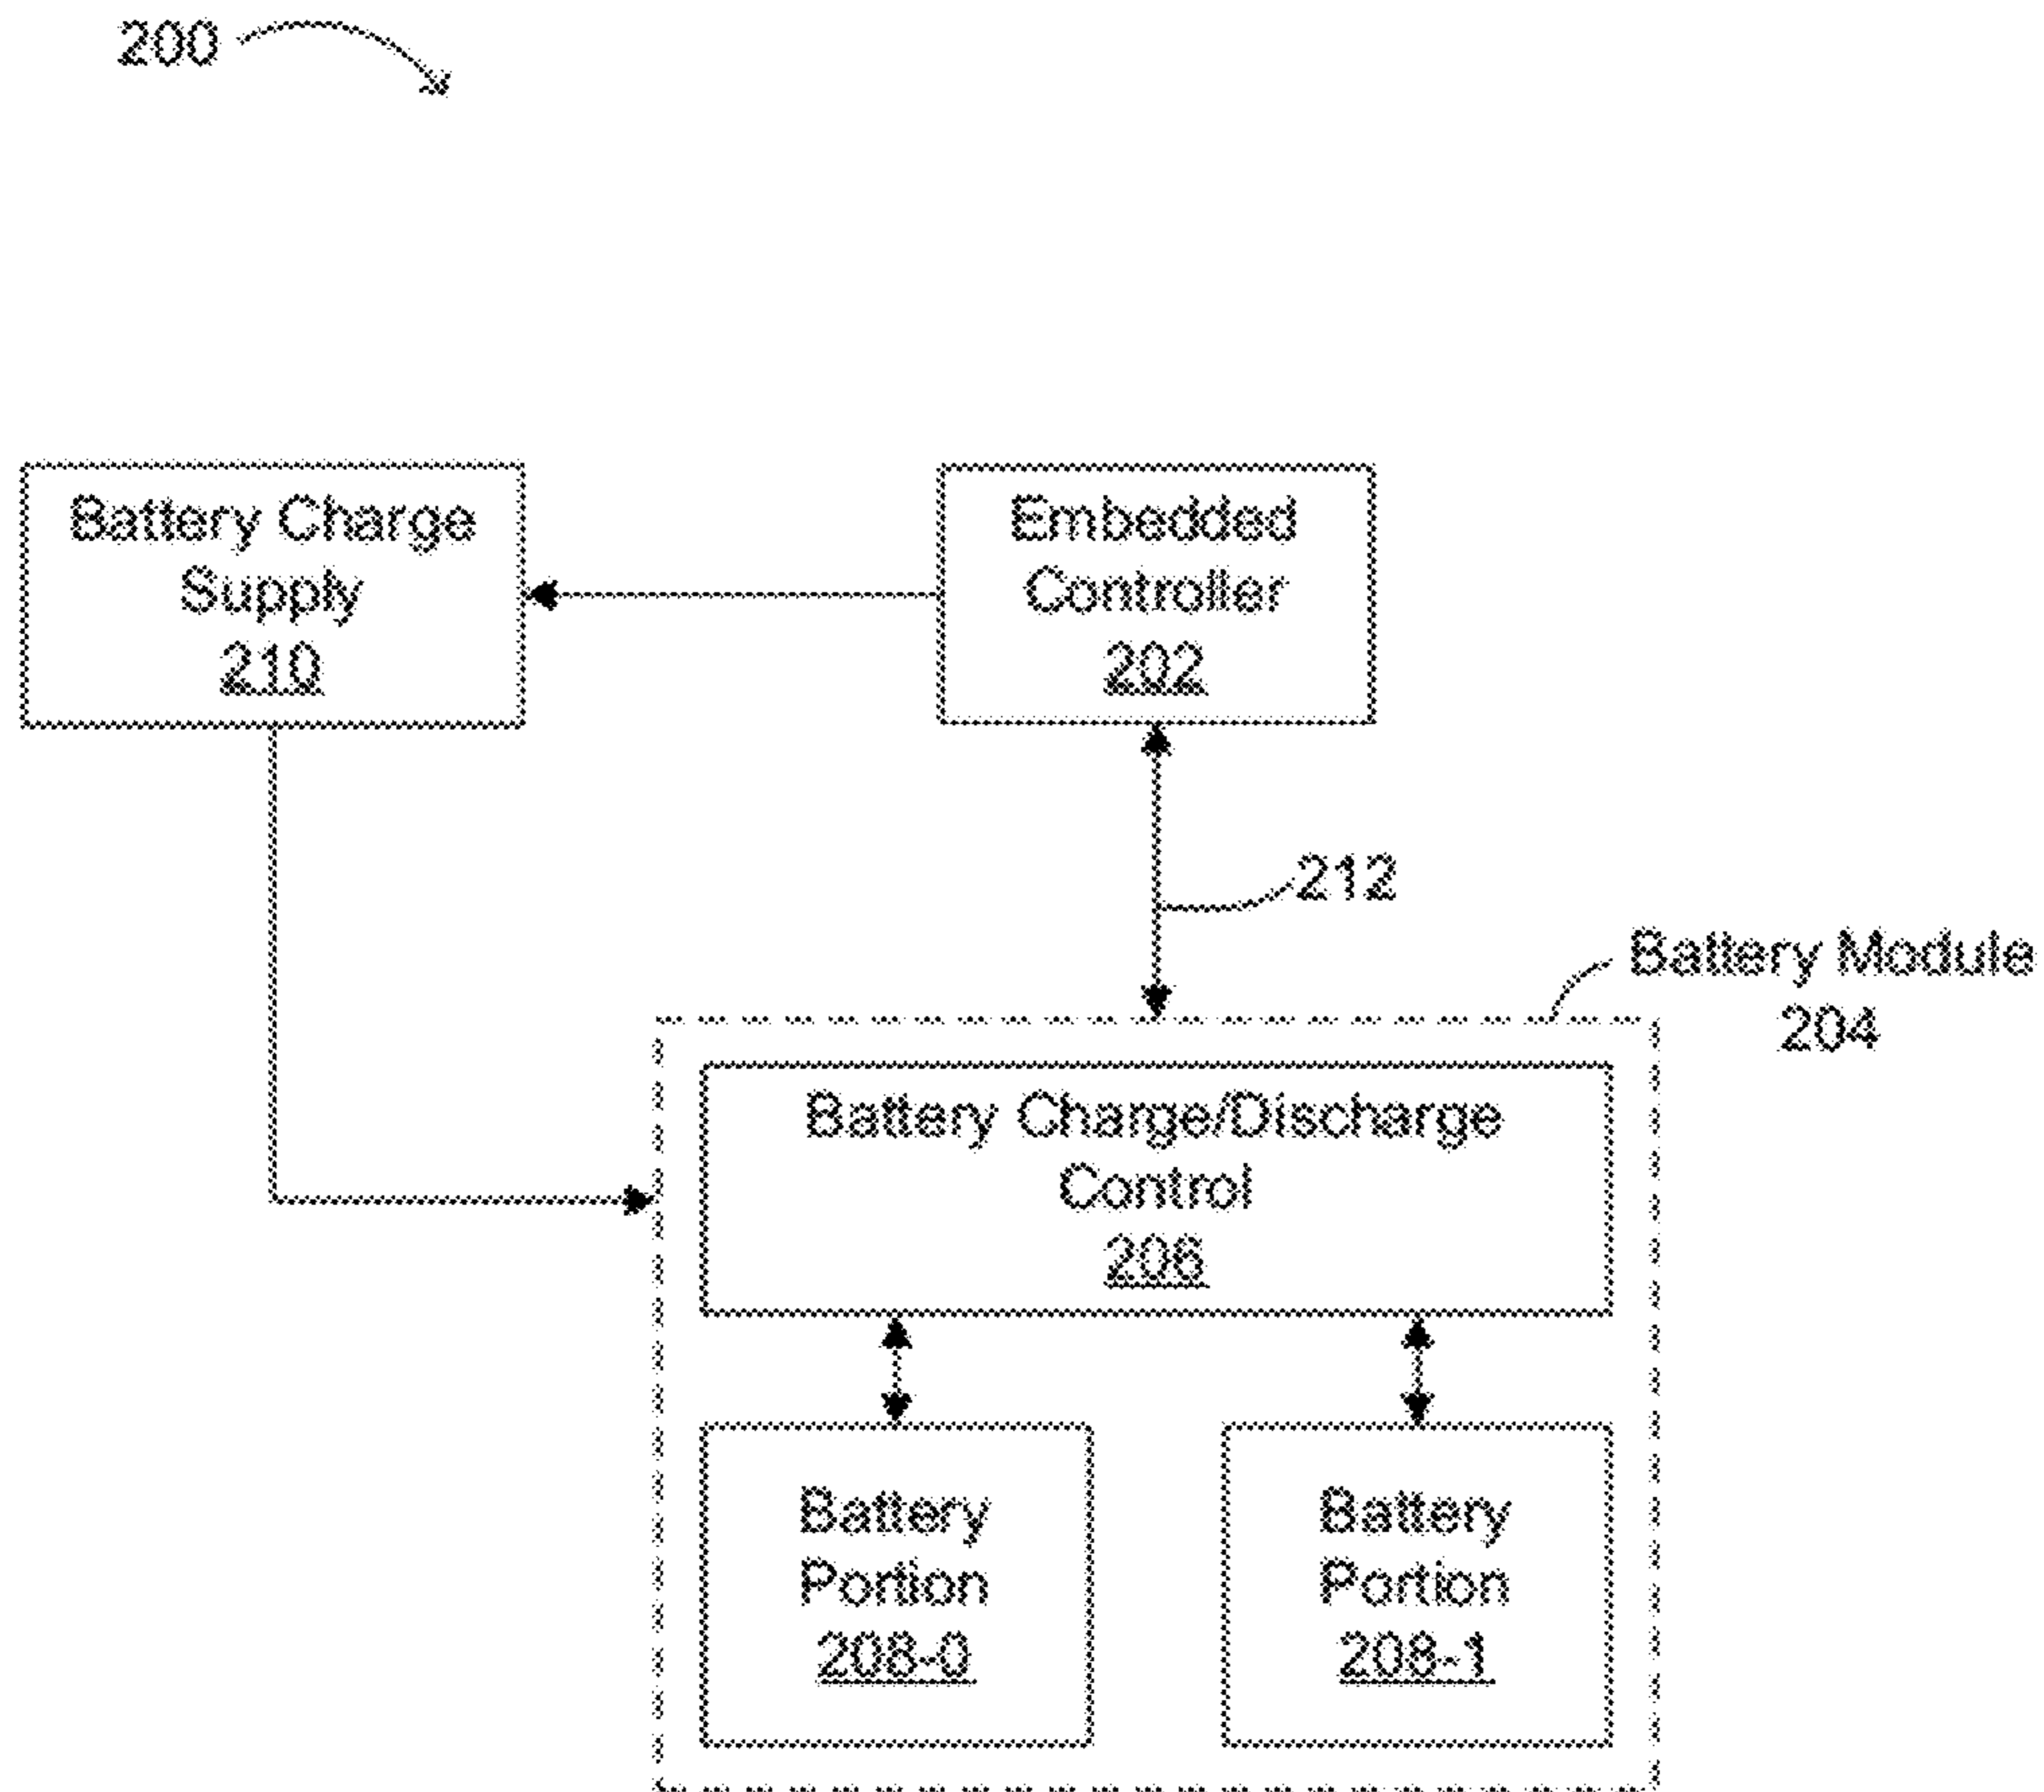 200
Battery Charge
Supply
210
Embedded
Controller
202
212
Battery Module
204
Battery Charge/Discharge
Control
206
Battery
Portion
208-0
Battery
Portion
208-1